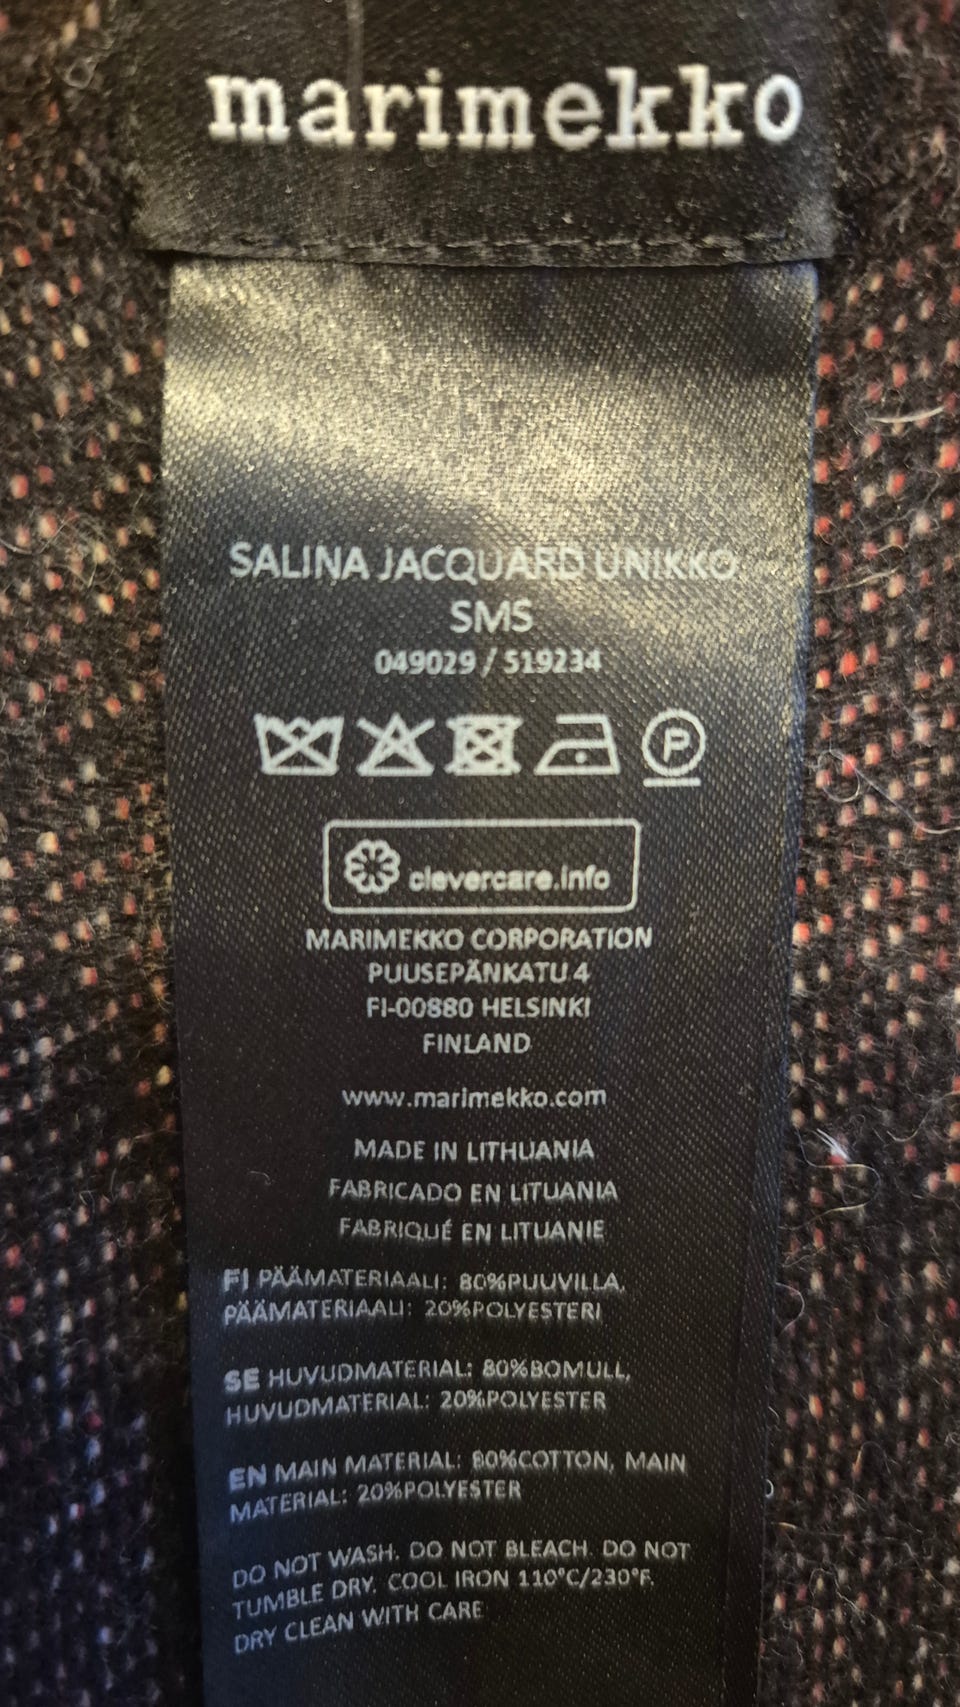 marimekko
SALINA JACQUARD UNIKKO
SMS
049029 / 519234
P
clevercare.info
MARIMEKKO CORPORATION
PUUSEPÄNKATU 4
FI-00880 HELSINKI
FINLAND
www.marimekko.com
MADE IN LITHUANIA
FABRICADO EN LITUANIA
FABRIQUÉ EN LITUANIE
FI PÄÄMATERIAALI: 80%PUUVILLA,
PÄÄMATERIAALI: 20%POLYESTERI
SE HUVUDMATERIAL: 80%BOMULL,
HUVUDMATERIAL: 20%POLYESTER
EN MAIN MATERIAL: 80%COTTON, MAIN
MATERIAL: 20%POLYESTER
DO NOT WASH. DO NOT BLEACH. DO NOT
TUMBLE DRY. COOL IRON 110°C/230°F.
DRY CLEAN WITH CARE